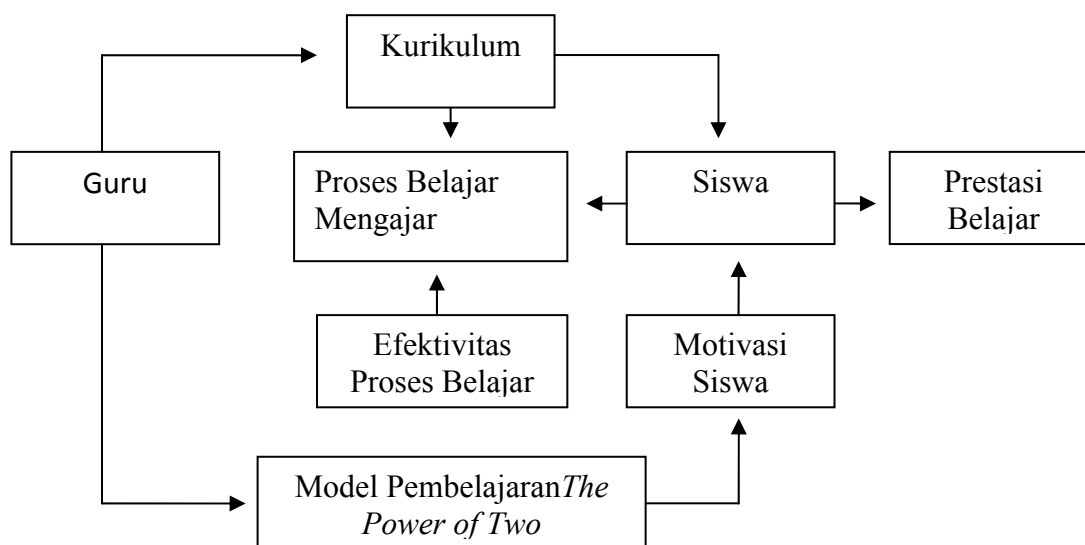 Kurikulum
Guru
Proses Belajar
Mengajar
Siswa
Prestasi
Belajar
Efektivitas
Proses Belajar
Motivasi
Siswa
Model PembelajaranThe
Power of Two